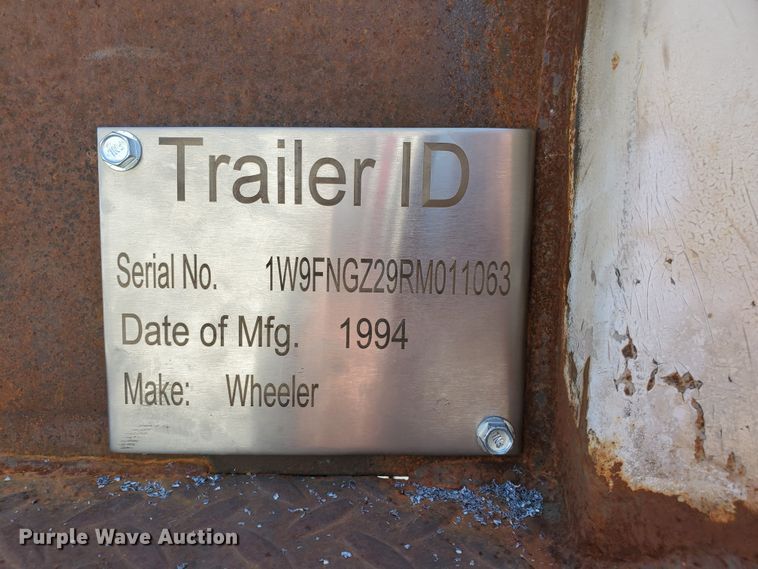 Trailer ID
Serial No. 1W9FNGZ29RM011063
Date of Mfg. 1994
Make: Wheeler
Purple Wave Auction